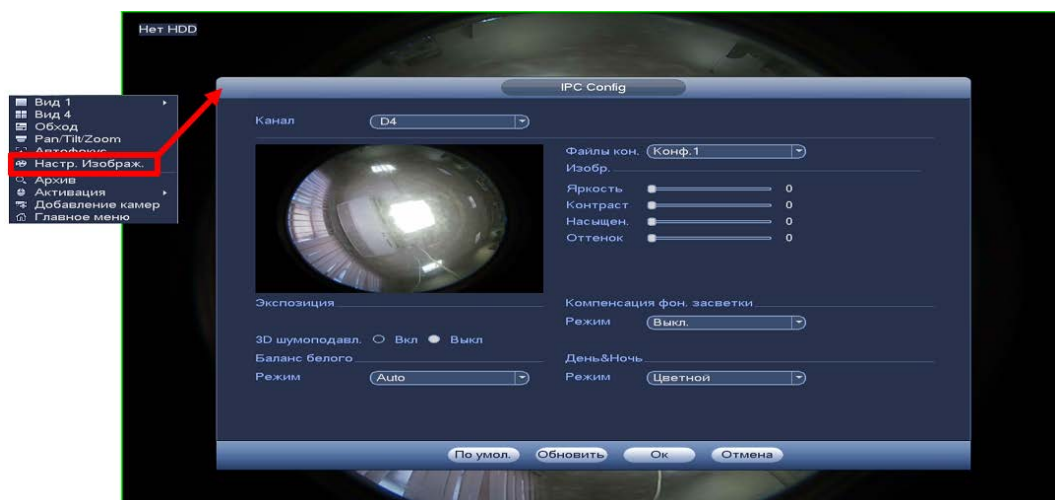 Нет HDD
Вид 1
Вид 4
Обход
Pan/Tilt/Zoom
Автофокус
Настр. Изображ.
Архив
Активация
Добавление камер
Главное меню
IPC Config
Канал D4
Файлы кон. Конф.1
Изобр.
Яркость 0
Контраст 0
Насыщен. 0
Оттенок 0
Экспозиция
Компенсация фон. засветки
Режим Выкл.
3D шумоподавл. Вкл Выкл
Баланс белого
День&Ночь
Режим Auto
Режим Цветной
По умол. Обновить Ок Отмена